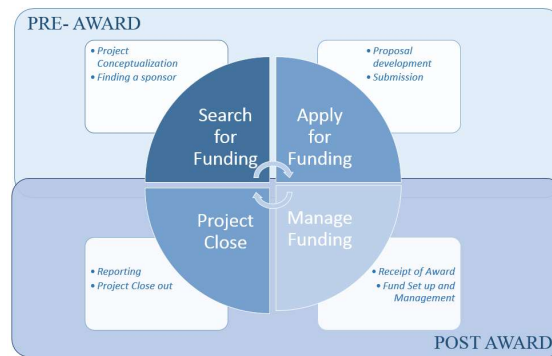 PRE- AWARD
• Project
Conceptualization
• Finding a sponsor
• Proposal
development
• Submission
Search
for
Funding
Apply
for
Funding
Project
Close
Manage
Funding
• Reporting
• Project Close out
• Receipt of Award
• Fund Set up and
Management
POST AWARD